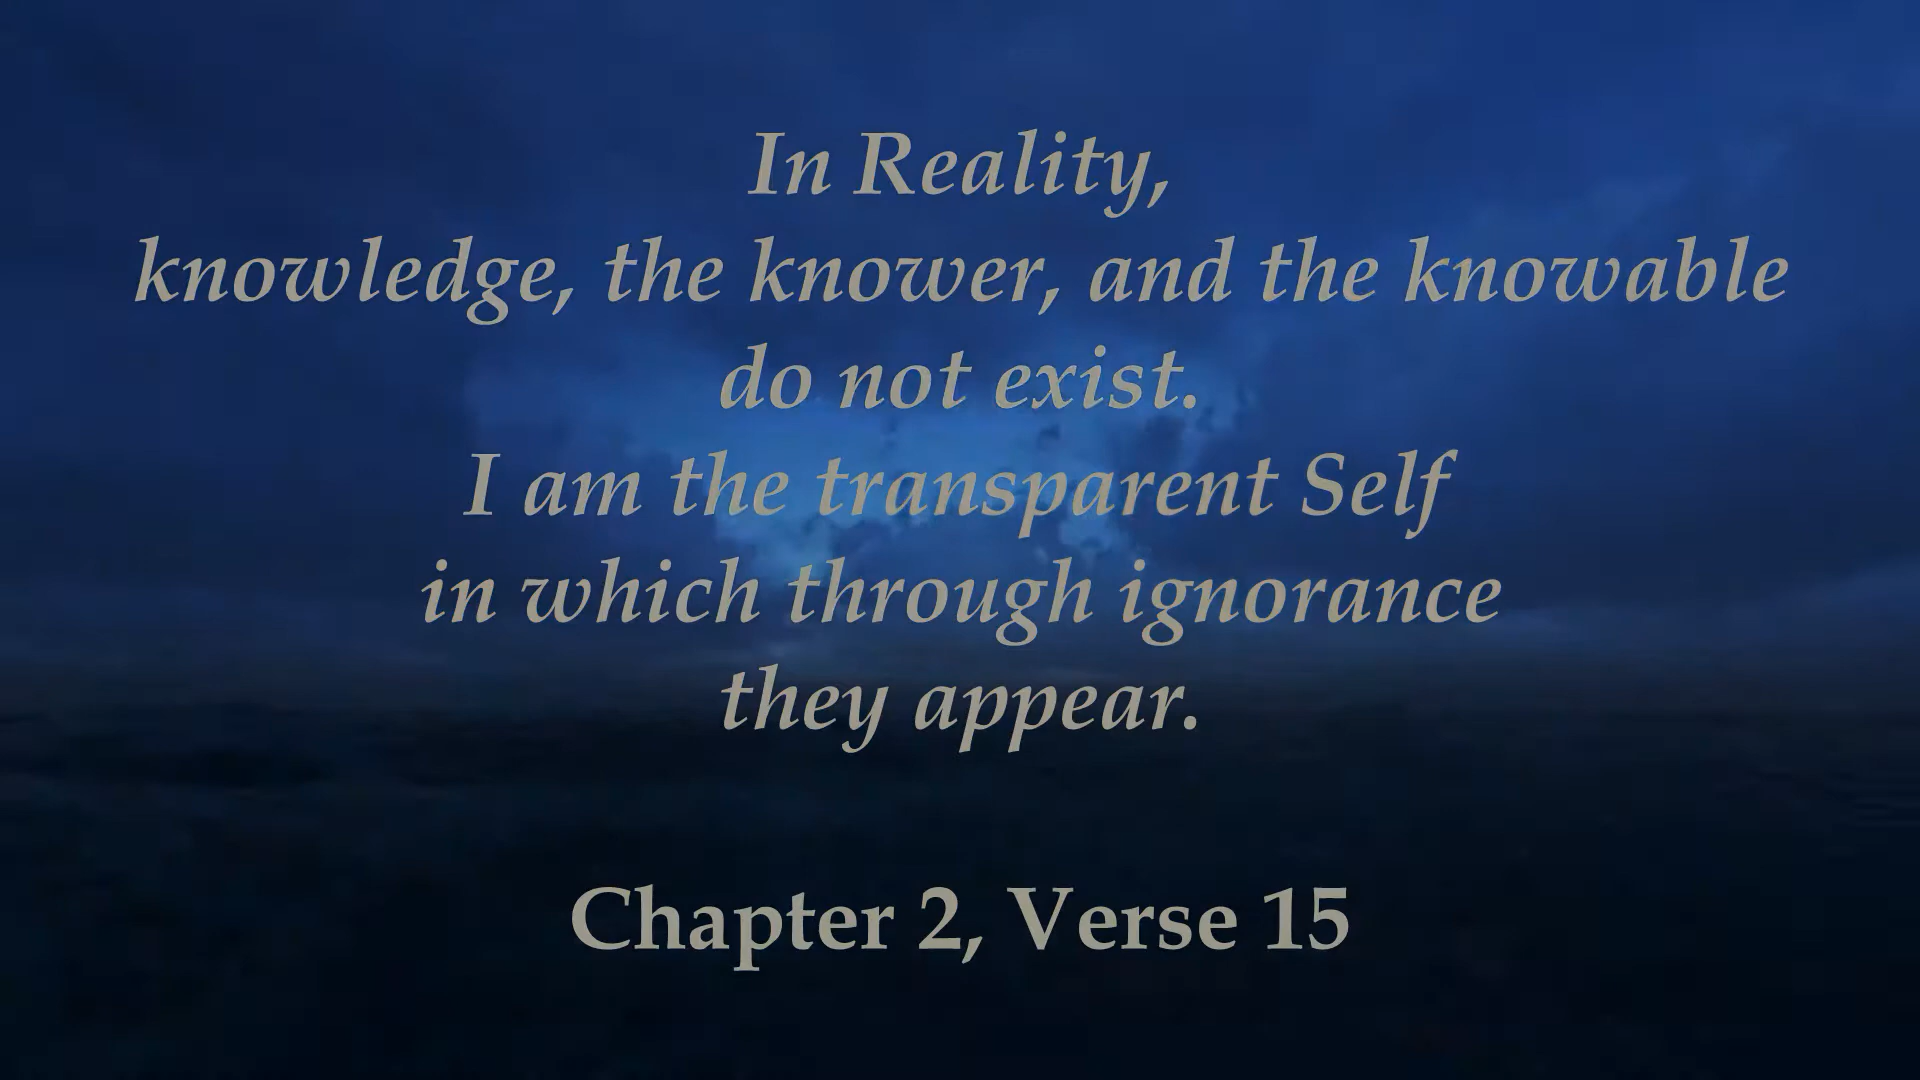 In Reality,
knowledge, the knower, and the knowable
do not exist.
I am the transparent Self
in which through ignorance
they appear.
Chapter 2, Verse 15